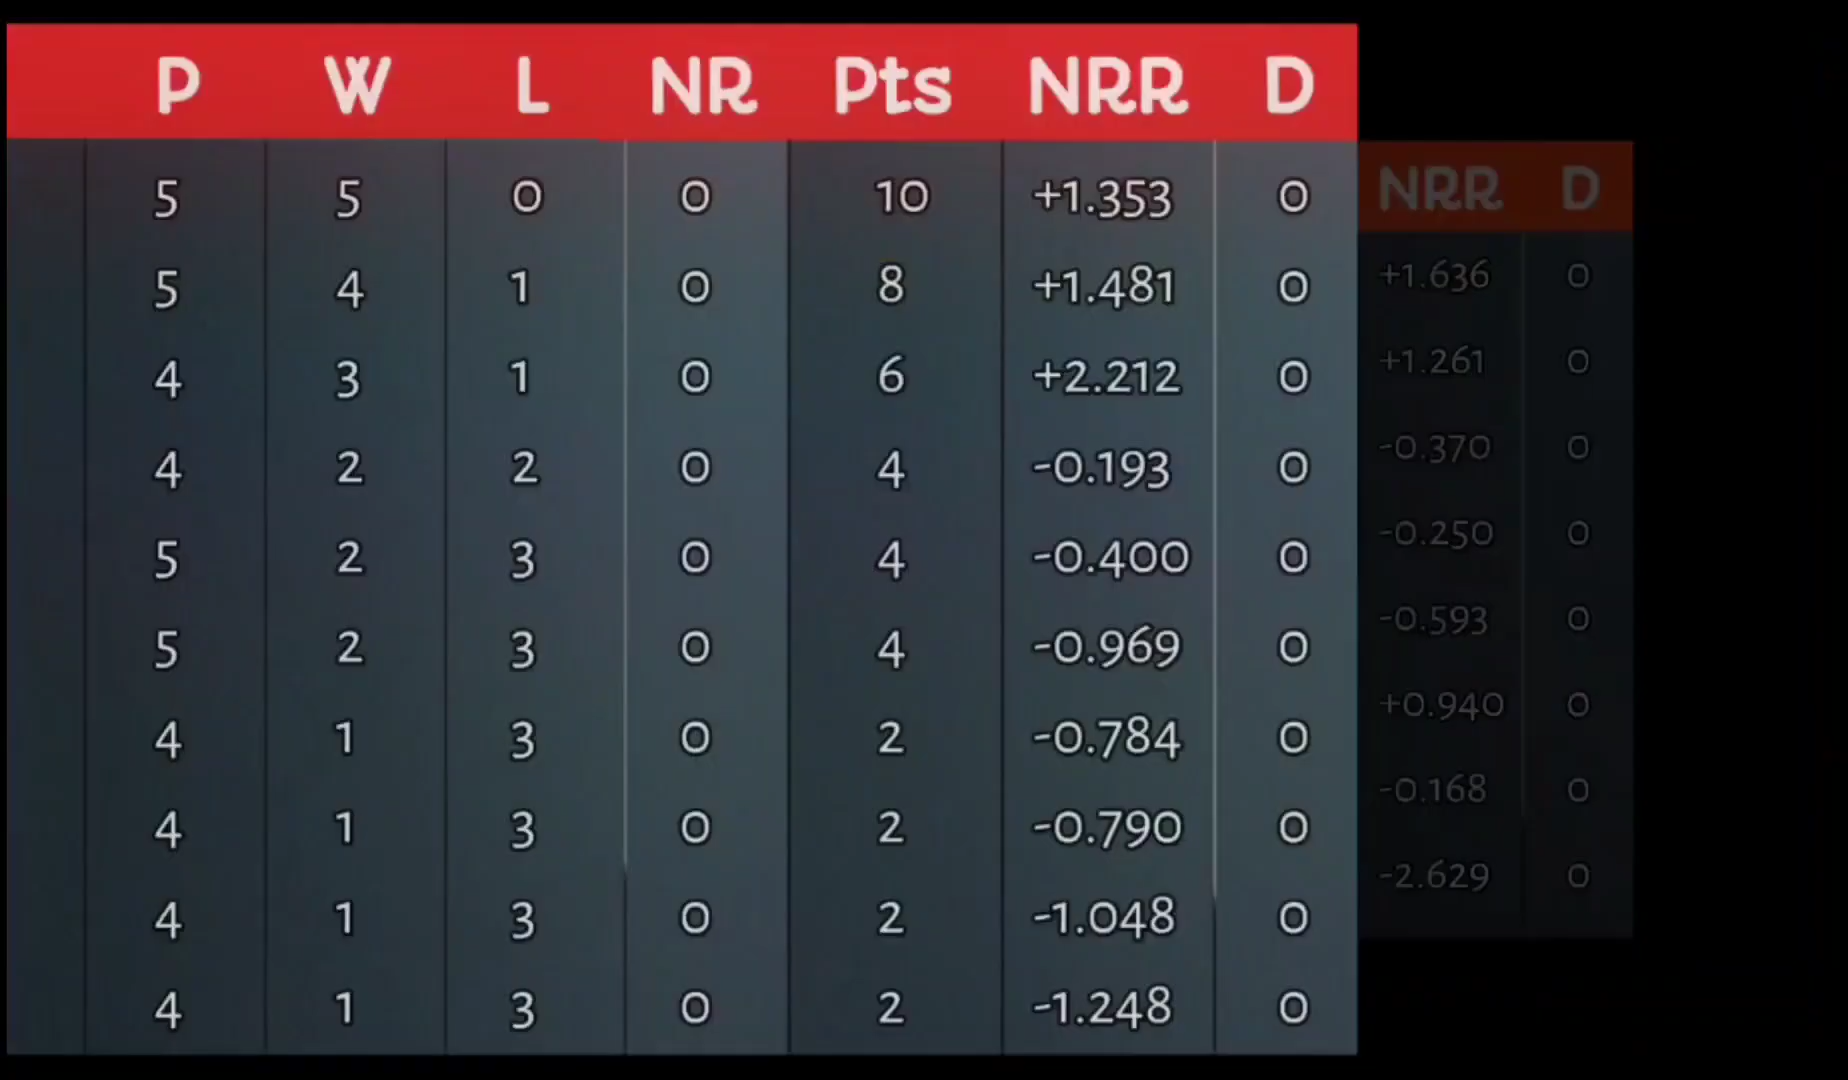 P W L NR Pts NRR D
5 5 0 0 10 +1.353 0
5 4 1 0 8 +1.481 0
4 3 1 0 6 +2.212 0
4 2 2 0 4 -0.193 0
5 2 3 0 4 -0.400 0
5 2 3 0 4 -0.969 0
4 1 3 0 2 -0.784 0
4 1 3 0 2 -0.790 0
4 1 3 0 2 -1.048 0
4 1 3 0 2 -1.248 0
NRR D
+1.636 0
+1.261 0
-0.370 0
-0.250 0
-0.593 0
+0.940 0
-0.168 0
-2.629 0